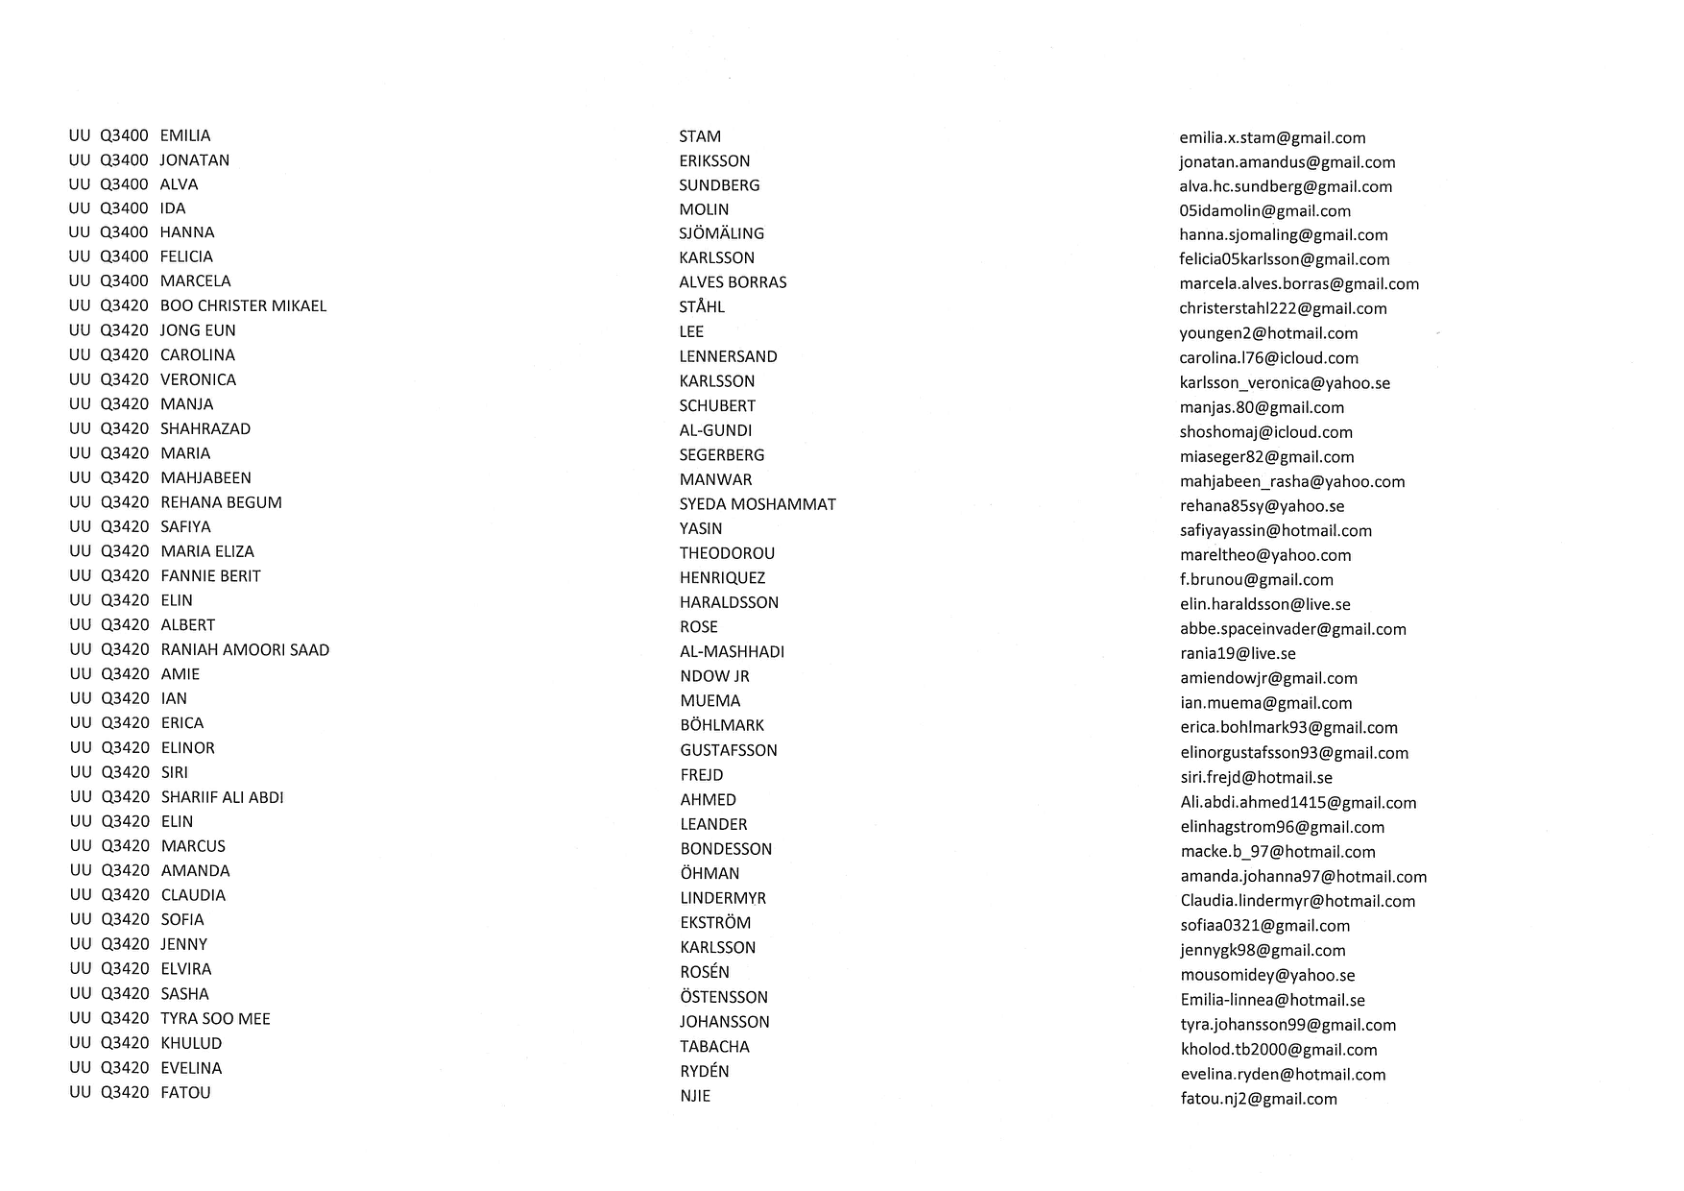 UU Q3400 EMILIA STAM emilia.x.stam@gmail.com
UU Q3400 JONATAN ERIKSSON jonatan.amandus@gmail.com
UU Q3400 ALVA SUNDBERG alva.hc.sundberg@gmail.com
UU Q3400 IDA MOLIN 05idamolin@gmail.com
UU Q3400 HANNA SJÖMÄLING hanna.sjomaling@gmail.com
UU Q3400 FELICIA KARLSSON felicia05karlsson@gmail.com
UU Q3400 MARCELA ALVES BORRAS marcela.alves.borras@gmail.com
UU Q3420 BOO CHRISTER MIKAEL STÅHL christerstahl222@gmail.com
UU Q3420 JONG EUN LEE youngen2@hotmail.com
UU Q3420 CAROLINA LENNERSAND carolina.l76@icloud.com
UU Q3420 VERONICA KARLSSON karlsson_veronica@yahoo.se
UU Q3420 MANJA SCHUBERT manjas.80@gmail.com
UU Q3420 SHAHRAZAD AL-GUNDI shoshomaj@icloud.com
UU Q3420 MARIA SEGERBERG miaseger82@gmail.com
UU Q3420 MAHJABEEN MANWAR mahjabeen_rasha@yahoo.com
UU Q3420 REHANA BEGUM SYEDA MOSHAMMAT rehana85sy@yahoo.se
UU Q3420 SAFIYA YASIN safiyayassin@hotmail.com
UU Q3420 MARIA ELIZA THEODOROU mareltheo@yahoo.com
UU Q3420 FANNIE BERIT HENRIQUEZ f.brunou@gmail.com
UU Q3420 ELIN HARALDSSON elin.haraldsson@live.se
UU Q3420 ALBERT ROSE abbe.spaceinvader@gmail.com
UU Q3420 RANIAH AMOORI SAAD AL-MASHHADI rania19@live.se
UU Q3420 AMIE NDOW JR amiendowjr@gmail.com
UU Q3420 IAN MUEMA ian.muema@gmail.com
UU Q3420 ERICA BÖHLMARK erica.bohlmark93@gmail.com
UU Q3420 ELINOR GUSTAFSSON elinorgustafsson93@gmail.com
UU Q3420 SIRI FREJD siri.frejd@hotmail.se
UU Q3420 SHARIIF ALI ABDI AHMED Ali.abdi.ahmed1415@gmail.com
UU Q3420 ELIN LEANDER elinhagstrom96@gmail.com
UU Q3420 MARCUS BONDESSON macke.b_97@hotmail.com
UU Q3420 AMANDA ÖHMAN amanda.johanna97@hotmail.com
UU Q3420 CLAUDIA LINDERMYR Claudia.lindermyr@hotmail.com
UU Q3420 SOFIA EKSTRÖM sofiaa0321@gmail.com
UU Q3420 JENNY KARLSSON jennygk98@gmail.com
UU Q3420 ELVIRA ROSÉN mousomidey@yahoo.se
UU Q3420 SASHA ÖSTENSSON Emilia-linnea@hotmail.se
UU Q3420 TYRA SOO MEE JOHANSSON tyra.johansson99@gmail.com
UU Q3420 KHULUD TABACHA kholod.tb2000@gmail.com
UU Q3420 EVELINA RYDÉN evelina.ryden@hotmail.com
UU Q3420 FATOU NJIE fatou.nj2@gmail.com